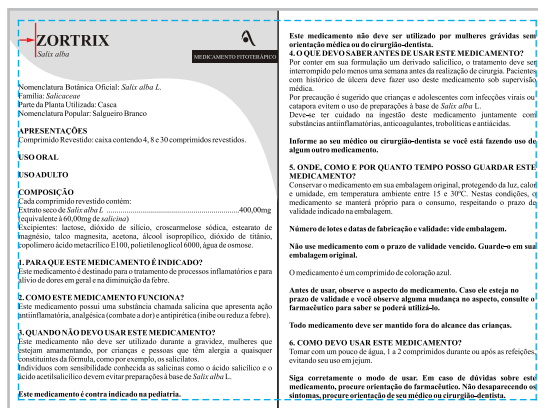 ZORTRIX
Salix alba
MEDICAMENTO FITOTERÁPICO
Nomenclatura Botânica Oficial: Salix alba L.
Família: Salicaceae
Parte da Planta Utilizada: Casca
Nomenclatura Popular: Salgueiro Branco
APRESENTAÇÕES
Comprimido Revestido: caixa contendo 4, 8 e 30 comprimidos revestidos.
USO ORAL
USO ADULTO
COMPOSIÇÃO
Cada comprimido revestido contém:
Extrato seco de Salix alba L ..........................................................400,00mg
(equivalente à 60,00mg de salicina)
Excipientes: lactose, dióxido de silício, croscarmelose sódica, estearato de
magnésio, talco magnesita, acetona, álcool isopropílico, dióxido de titânio,
copolímero ácido metacrílico E100, polietilenoglicol 6000, água de osmose.
1. PARA QUE ESTE MEDICAMENTO É INDICADO?
Este medicamento é destinado para o tratamento de processos inflamatórios e para
alívio de dores em geral e na diminuição da febre.
2. COMO ESTE MEDICAMENTO FUNCIONA?
Este medicamento possui uma substância chamada salicina que apresenta ação
antiinflamatória, analgésica (combate a dor) e antipirética (inibe ou reduz a febre).
3. QUANDO NÃO DEVO USAR ESTE MEDICAMENTO?
Este medicamento não deve ser utilizado durante a gravidez, mulheres que
estejam amamentando, por crianças e pessoas que têm alergia a quaisquer
constituintes da fórmula, como por exemplo, os salicilatos.
Indivíduos com sensibilidade conhecida as salicinas como o ácido salicílico e o
ácido acetilsalicílico devem evitar preparações à base de Salix alba L.
Este medicamento é contra indicado na pediatria.
Este medicamento não deve ser utilizado por mulheres grávidas sem
orientação médica ou do cirurgião-dentista.
4. O QUE DEVO SABER ANTES DE USAR ESTE MEDICAMENTO?
Por conter em sua formulação um derivado salicílico, o tratamento deve ser
interrompido pelo menos uma semana antes da realização de cirurgia. Pacientes
com histórico de úlcera deve fazer uso deste medicamento sob supervisão
médica.
Por precaução é sugerido que crianças e adolescentes com infecções virais ou
catapora evitem o uso de preparações à base de Salix alba L.
Deve-se ter cuidado na ingestão deste medicamento juntamente com
substâncias antiinflamatórias, anticoagulantes, trobolíticas e antiácidas.
Informe ao seu médico ou cirurgião-dentista se você está fazendo uso de
algum outro medicamento.
5. ONDE, COMO E POR QUANTO TEMPO POSSO GUARDAR ESTE
MEDICAMENTO?
Conservar o medicamento em sua embalagem original, protegendo da luz, calor
e umidade, em temperatura ambiente entre 15 e 30ºC. Nestas condições, o
medicamento se manterá próprio para o consumo, respeitando o prazo de
validade indicado na embalagem.
Número de lotes e datas de fabricação e validade: vide embalagem.
Não use medicamento com o prazo de validade vencido. Guarde-o em sua
embalagem original.
O medicamento é um comprimido de coloração azul.
Antes de usar, observe o aspecto do medicamento. Caso ele esteja no
prazo de validade e você observe alguma mudança no aspecto, consulte o
farmacêutico para saber se poderá utilizá-lo.
Todo medicamento deve ser mantido fora do alcance das crianças.
6. COMO DEVO USAR ESTE MEDICAMENTO?
Tomar com um pouco de água, 1 a 2 comprimidos durante ou após as refeições,
evitando seu uso em jejum.
Siga corretamente o modo de usar. Em caso de dúvidas sobre este
medicamento, procure orientação do farmacêutico. Não desaparecendo os
sintomas, procure orientação de seu médico ou cirurgião-dentista.